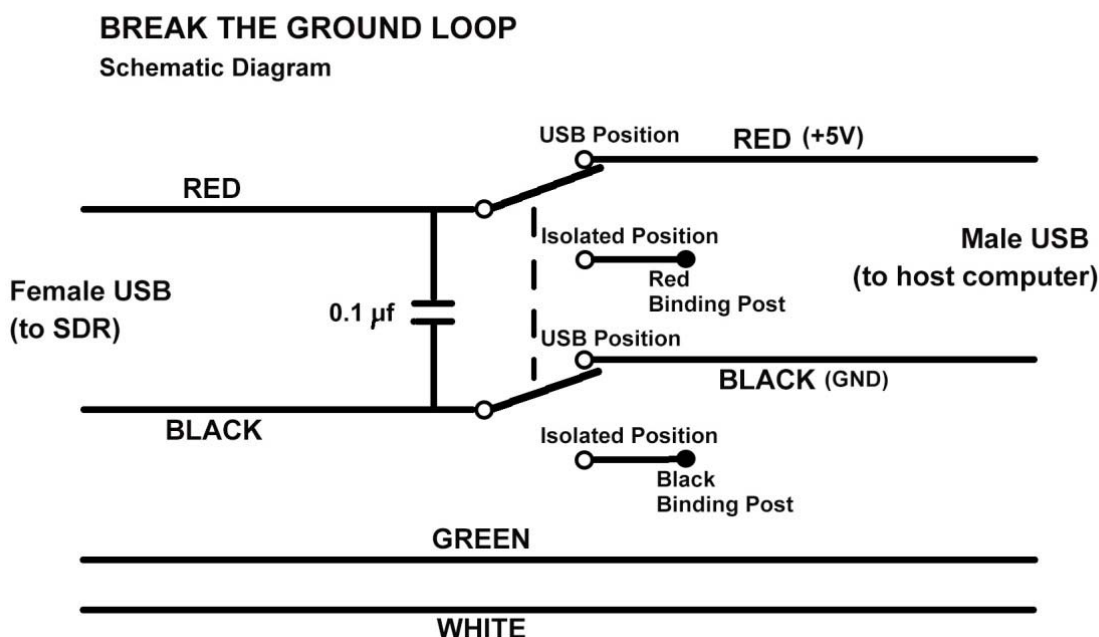 BREAK THE GROUND LOOP
Schematic Diagram
USB Position
RED (+5V)
RED
Isolated Position
Red
Binding Post
Male USB
(to host computer)
Female USB
(to SDR)
0.1 µf
USB Position
BLACK (GND)
BLACK
Isolated Position
Black
Binding Post
GREEN
WHITE